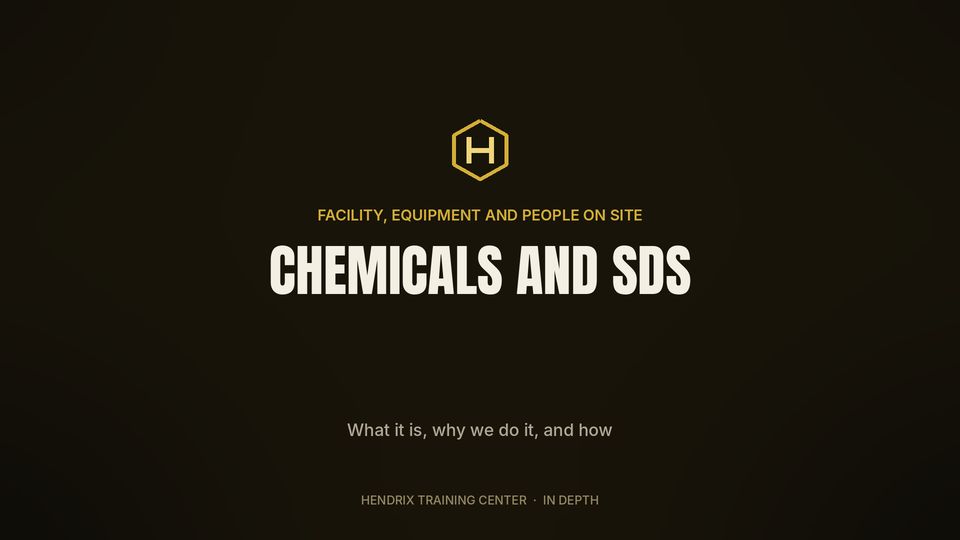 H
FACILITY, EQUIPMENT AND PEOPLE ON SITE
CHEMICALS AND SDS
What it is, why we do it, and how
HENDRIX TRAINING CENTER · IN DEPTH